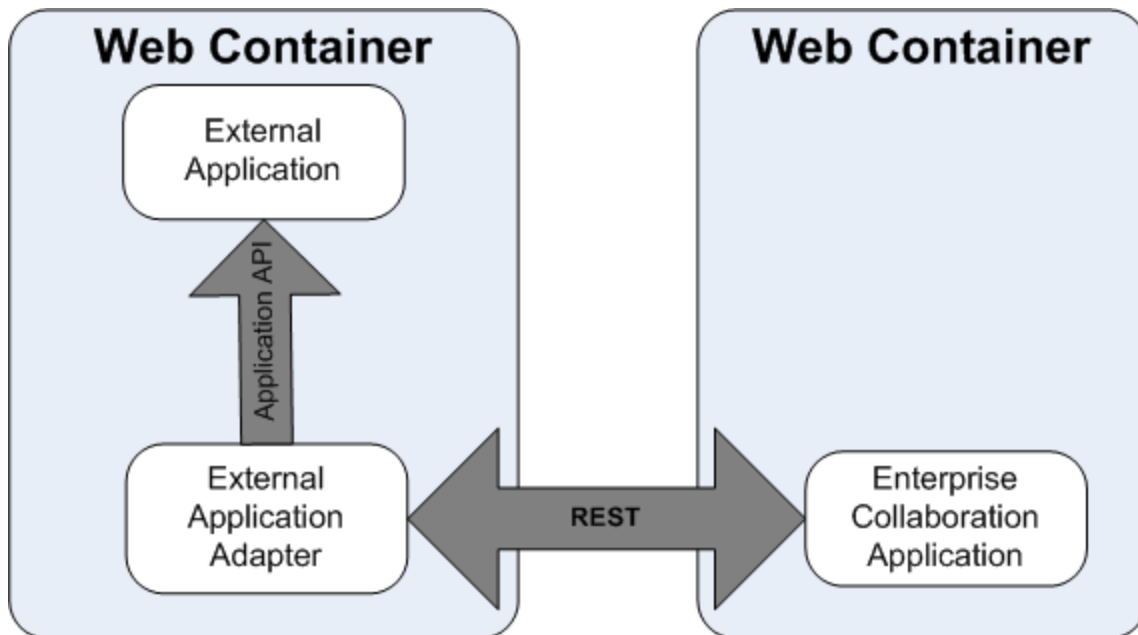 Web Container
External
Application
Application API
External
Application
Adapter
REST
Web Container
Enterprise
Collaboration
Application